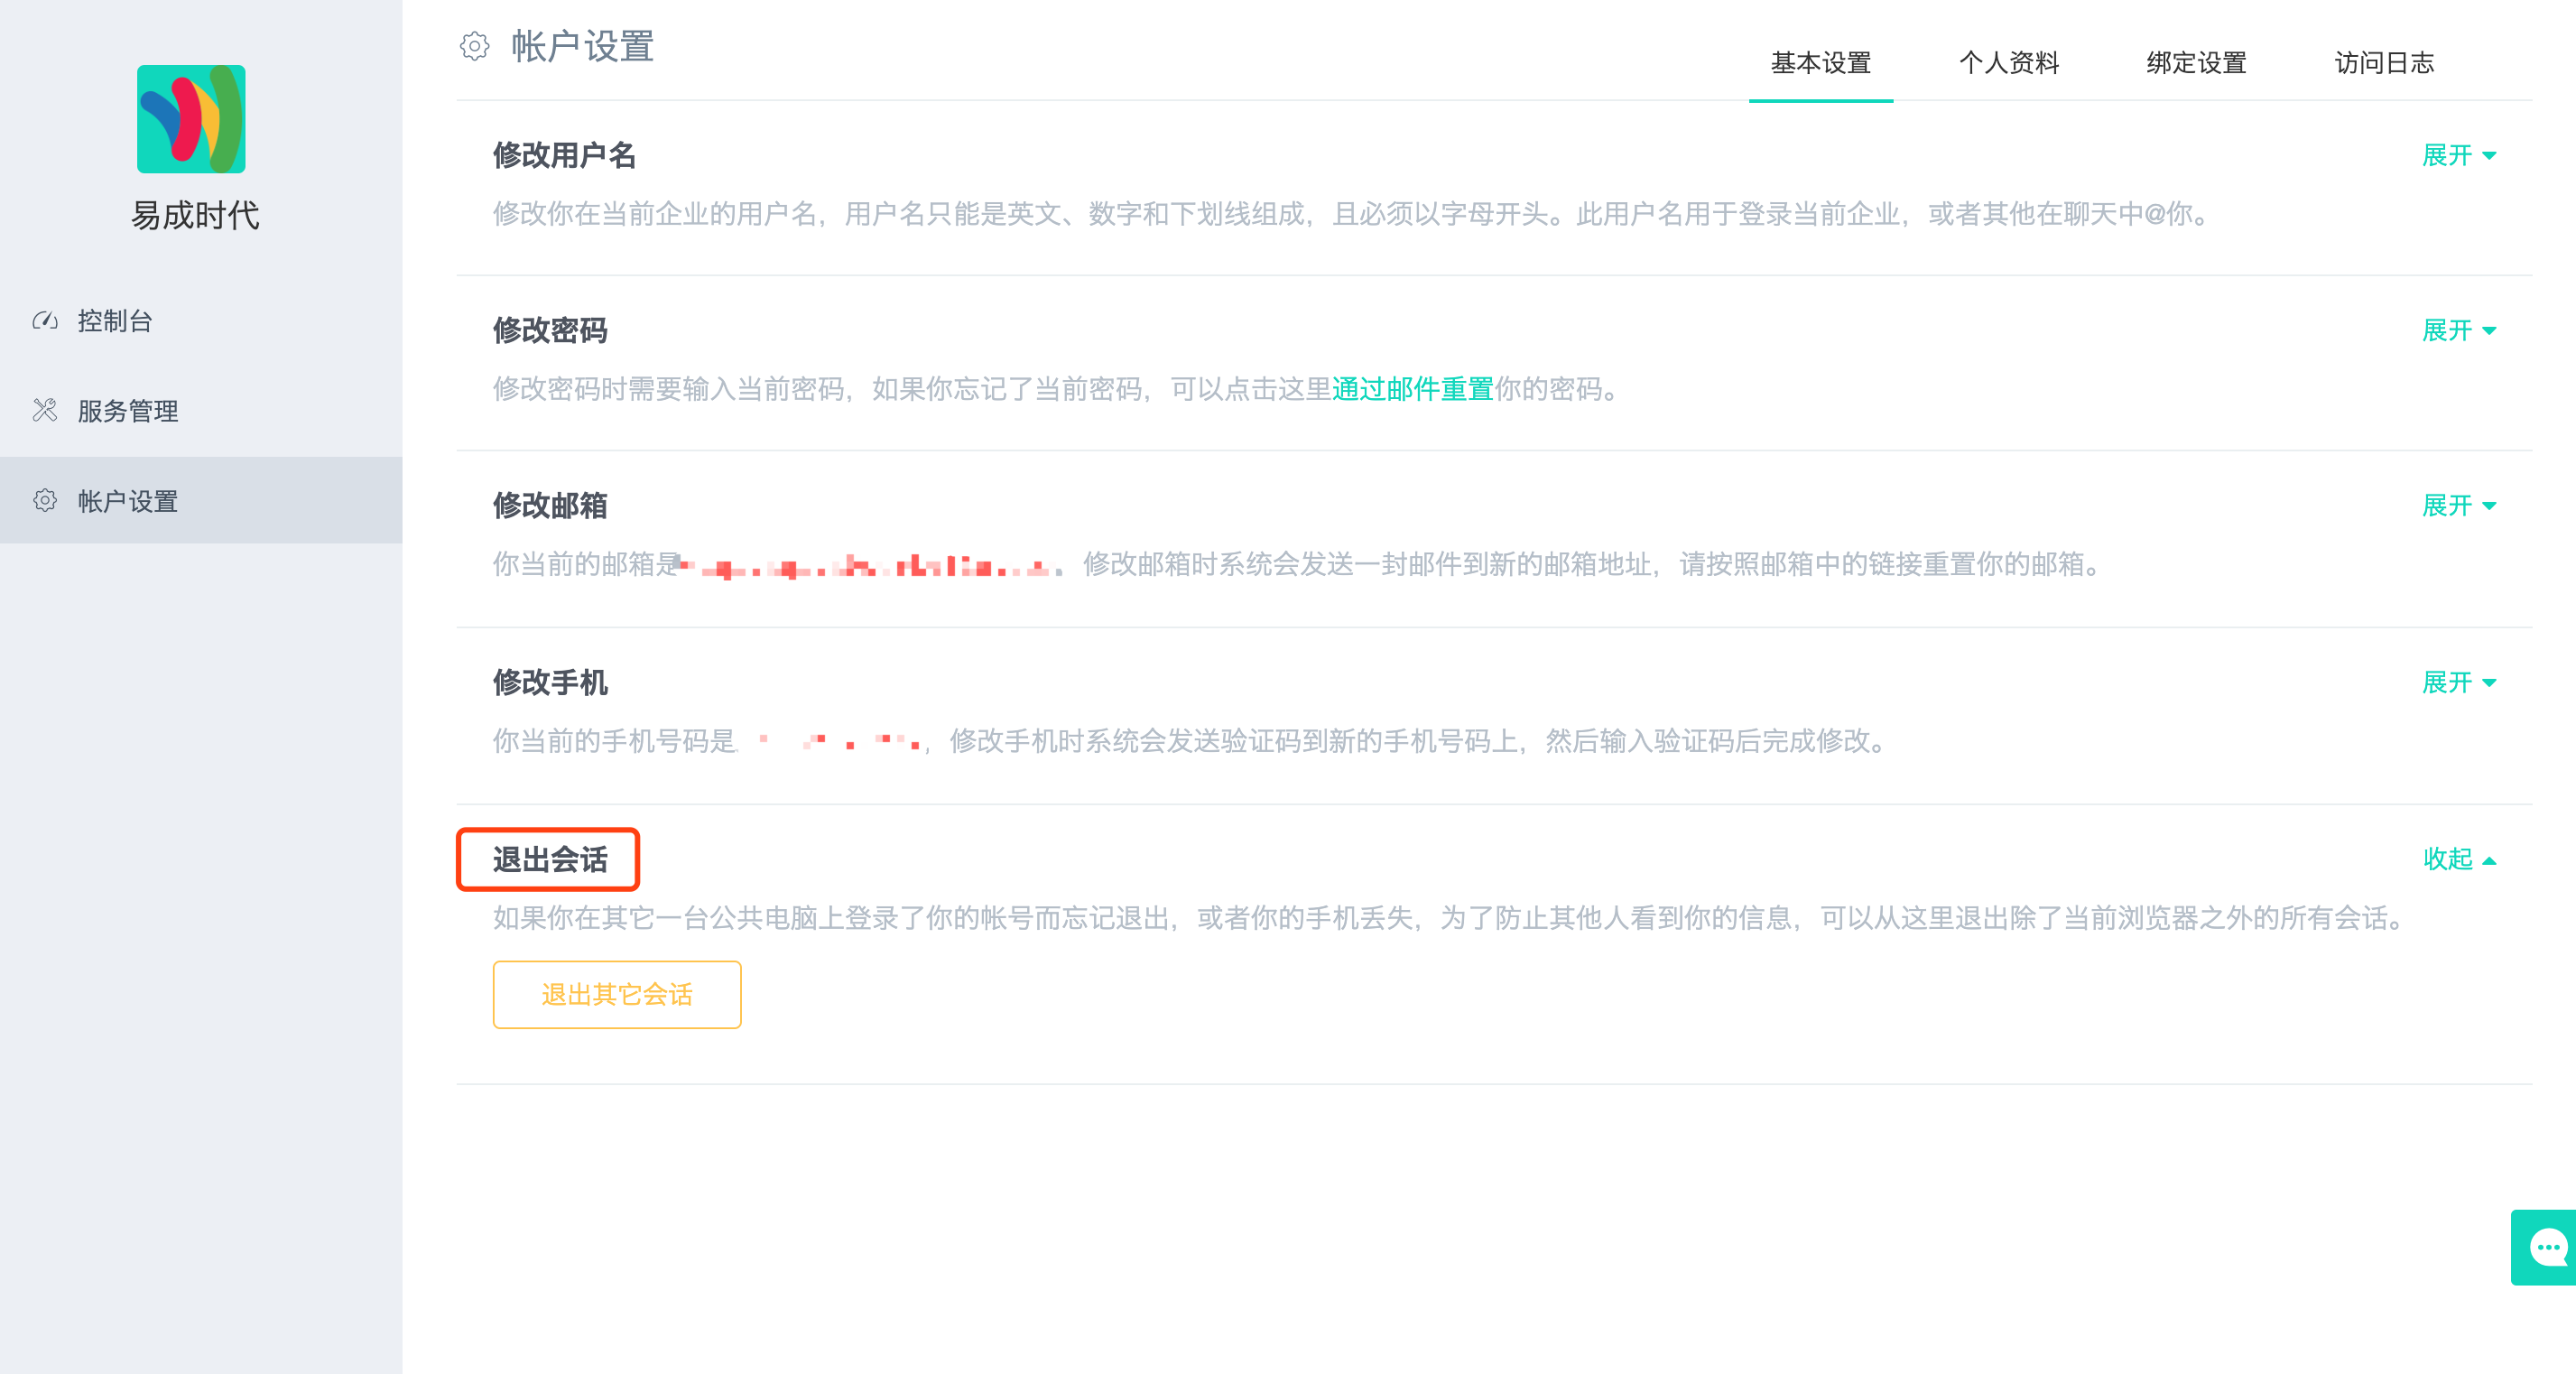 易成时代
控制台
服务管理
帐户设置
帐户设置
基本设置
个人资料
绑定设置
访问日志
修改用户名
展开
修改你在当前企业的用户名，用户名只能是英文、数字和下划线组成，且必须以字母开头。此用户名用于登录当前企业，或者其他在聊天中@你。
修改密码
展开
修改密码时需要输入当前密码，如果你忘记了当前密码，可以点击这里通过邮件重置你的密码。
修改邮箱
展开
你当前的邮箱是 修改邮箱时系统会发送一封邮件到新的邮箱地址，请按照邮箱中的链接重置你的邮箱。
修改手机
展开
你当前的手机号码是 ，修改手机时系统会发送验证码到新的手机号码上，然后输入验证码后完成修改。
退出会话
收起
如果你在其它一台公共电脑上登录了你的帐号而忘记退出，或者你的手机丢失，为了防止其他人看到你的信息，可以从这里退出除了当前浏览器之外的所有会话。
退出其它会话